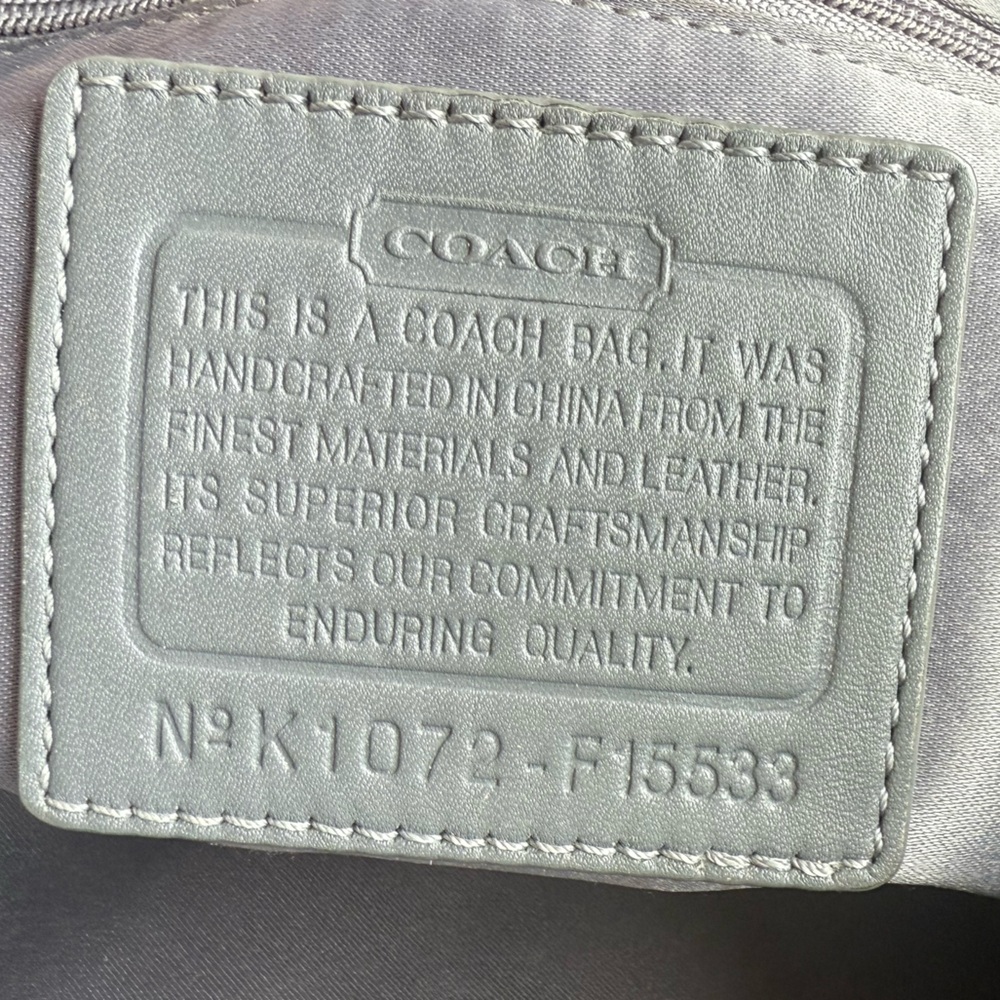 COACH
THIS IS A COACH BAG. IT WAS
HANDCRAFTED IN CHINA FROM THE
FINEST MATERIALS AND LEATHER.
ITS SUPERIOR CRAFTSMANSHIP
REFLECTS OUR COMMITMENT TO
ENDURING QUALITY.
Nº K1072-F15533